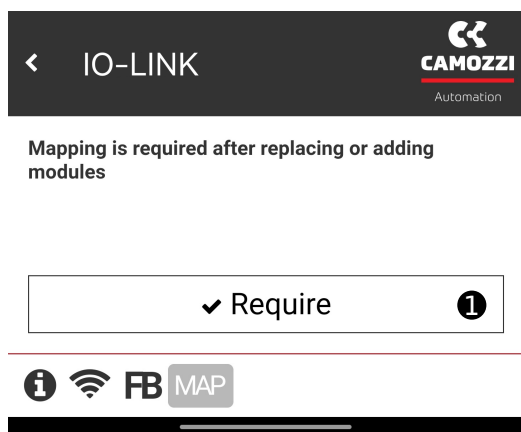 IO-LINK
CAMOZZI
Automation
Mapping is required after replacing or adding
modules
Require
1
FB MAP